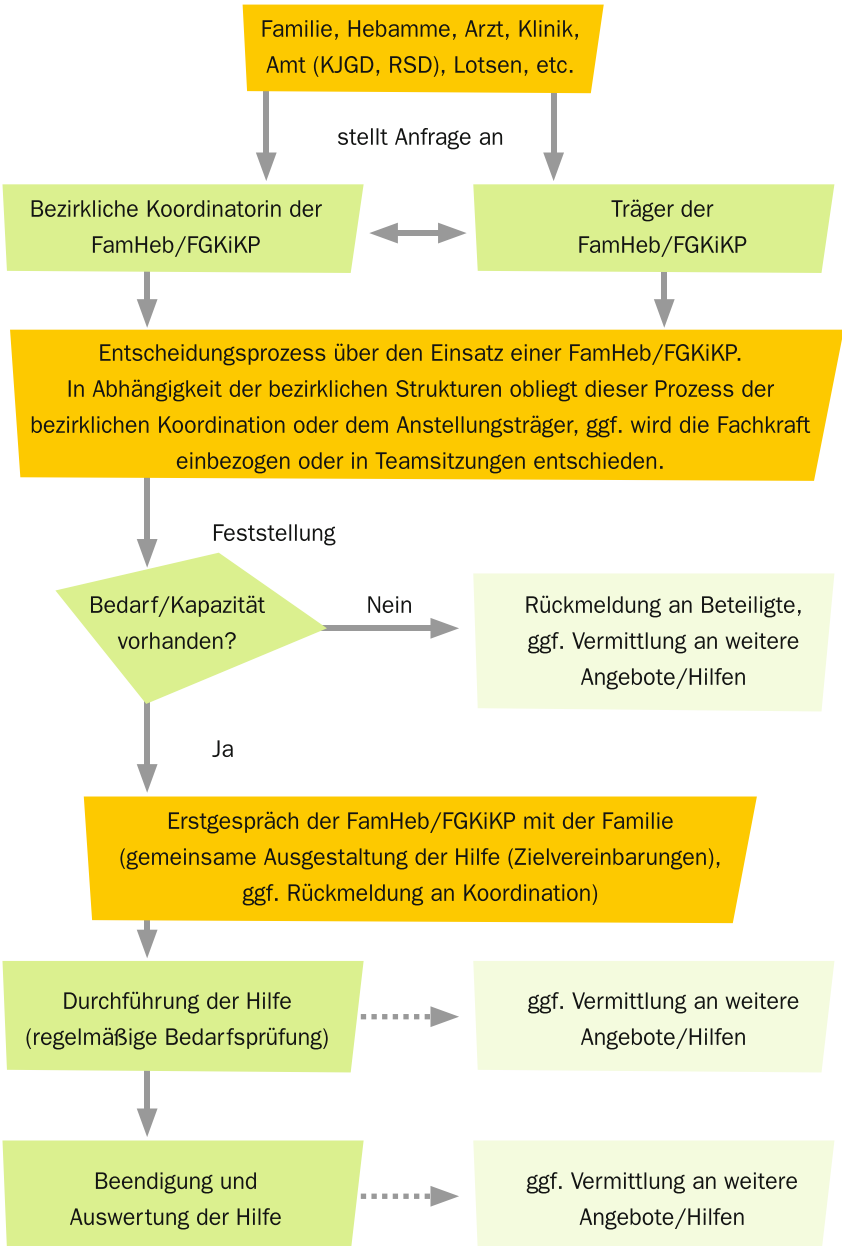 Familie, Hebamme, Arzt, Klinik,
Amt (KJGD, RSD), Lotsen, etc.
stellt Anfrage an
Bezirkliche Koordinatorin der
FamHeb/FGKiKP
Träger der
FamHeb/FGKiKP
Entscheidungsprozess über den Einsatz einer FamHeb/FGKiKP.
In Abhängigkeit der bezirklichen Strukturen obliegt dieser Prozess der
bezirklichen Koordination oder dem Anstellungsträger, ggf. wird die Fachkraft
einbezogen oder in Teamsitzungen entschieden.
Feststellung
Bedarf/Kapazität
vorhanden?
Nein
Rückmeldung an Beteiligte,
ggf. Vermittlung an weitere
Angebote/Hilfen
Ja
Erstgespräch der FamHeb/FGKiKP mit der Familie
(gemeinsame Ausgestaltung der Hilfe (Zielvereinbarungen),
ggf. Rückmeldung an Koordination)
Durchführung der Hilfe
(regelmäßige Bedarfsprüfung)
ggf. Vermittlung an weitere
Angebote/Hilfen
Beendigung und
Auswertung der Hilfe
ggf. Vermittlung an weitere
Angebote/Hilfen